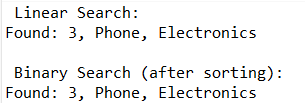 Linear Search:
Found: 3, Phone, Electronics
Binary Search (after sorting):
Found: 3, Phone, Electronics